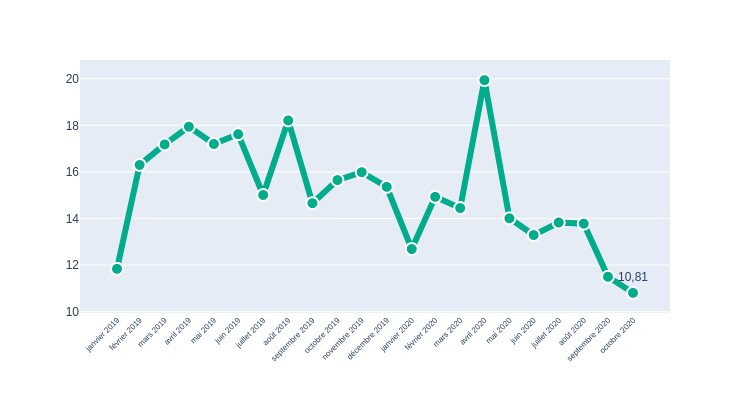 20
18
16
14
12
10
10,81
janvier 2019
février 2019
mars 2019
avril 2019
mai 2019
juin 2019
juillet 2019
août 2019
septembre 2019
octobre 2019
novembre 2019
décembre 2019
janvier 2020
février 2020
mars 2020
avril 2020
mai 2020
juin 2020
juillet 2020
août 2020
septembre 2020
octobre 2020